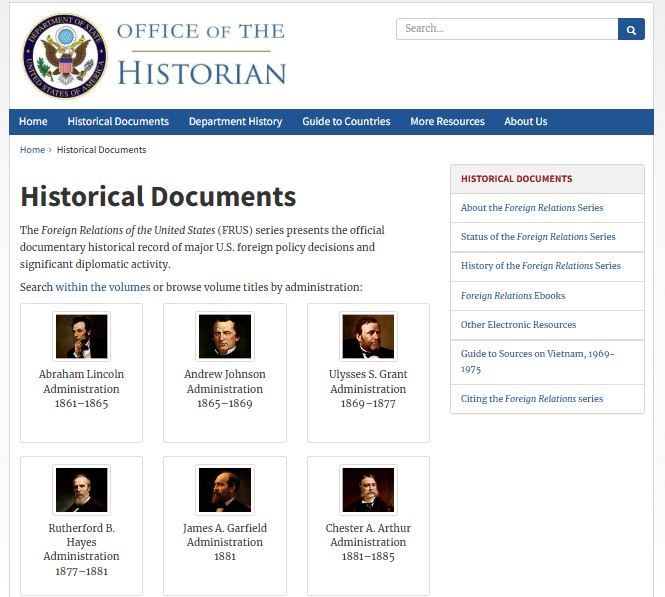 DEPARTMENT OF STATE
UNITED STATES OF AMERICA
OFFICE OF THE
HISTORIAN
Search...
Home Historical Documents Department History Guide to Countries More Resources About Us
Home › Historical Documents
Historical Documents
The Foreign Relations of the United States (FRUS) series presents the official
documentary historical record of major U.S. foreign policy decisions and
significant diplomatic activity.
Search within the volumes or browse volume titles by administration:
Abraham Lincoln
Administration
1861–1865
Andrew Johnson
Administration
1865–1869
Ulysses S. Grant
Administration
1869–1877
Rutherford B.
Hayes
Administration
1877–1881
James A. Garfield
Administration
1881
Chester A. Arthur
Administration
1881–1885
HISTORICAL DOCUMENTS
About the Foreign Relations Series
Status of the Foreign Relations Series
History of the Foreign Relations Series
Foreign Relations Ebooks
Other Electronic Resources
Guide to Sources on Vietnam, 1969-
1975
Citing the Foreign Relations series